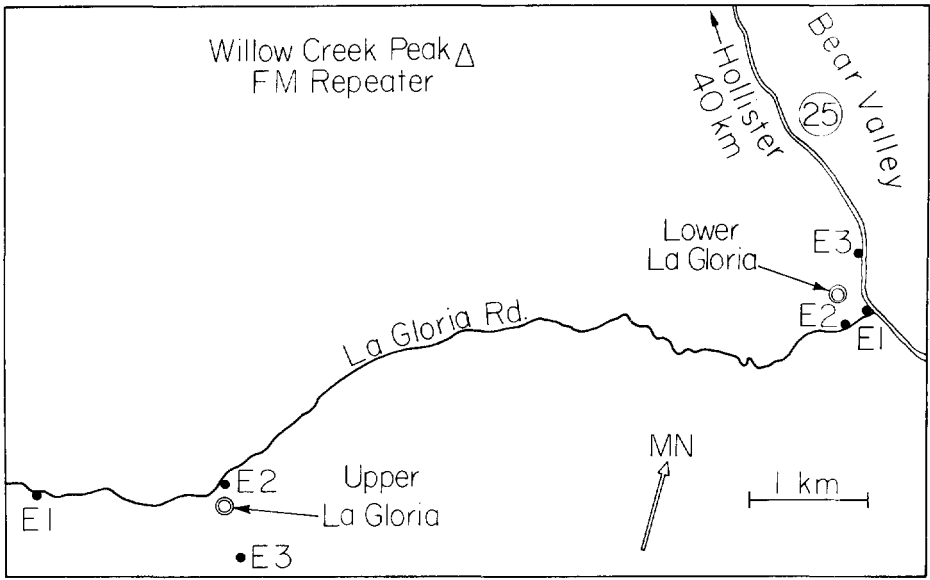 Willow Creek Peak
FM Repeater
Hollister
40 km
25
Bear Valley
Lower
La Gloria
E3
E2
E1
La Gloria Rd.
MN
1 km
E2
Upper
La Gloria
E1
E3